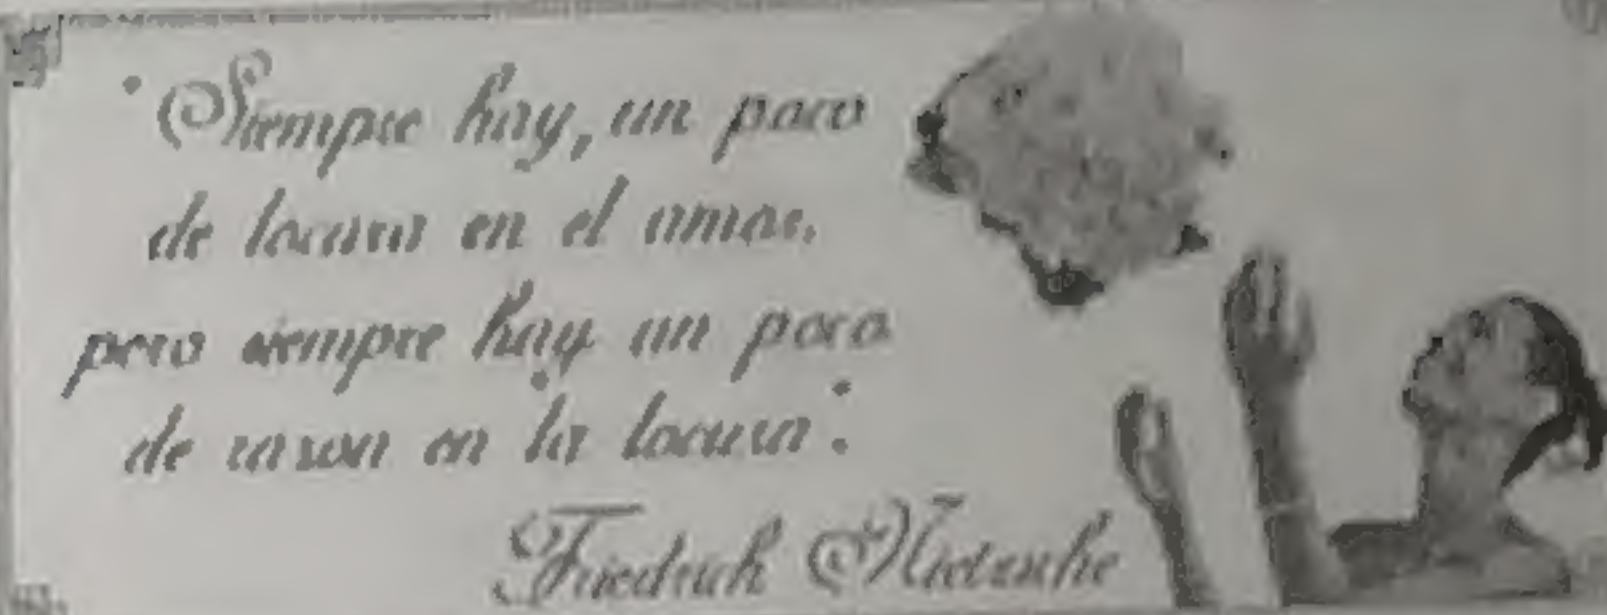 "Siempre hay, un poco
de locura en el amor.
pero siempre hay un poco
de razon en la locura".
Friedrich Nietzshe